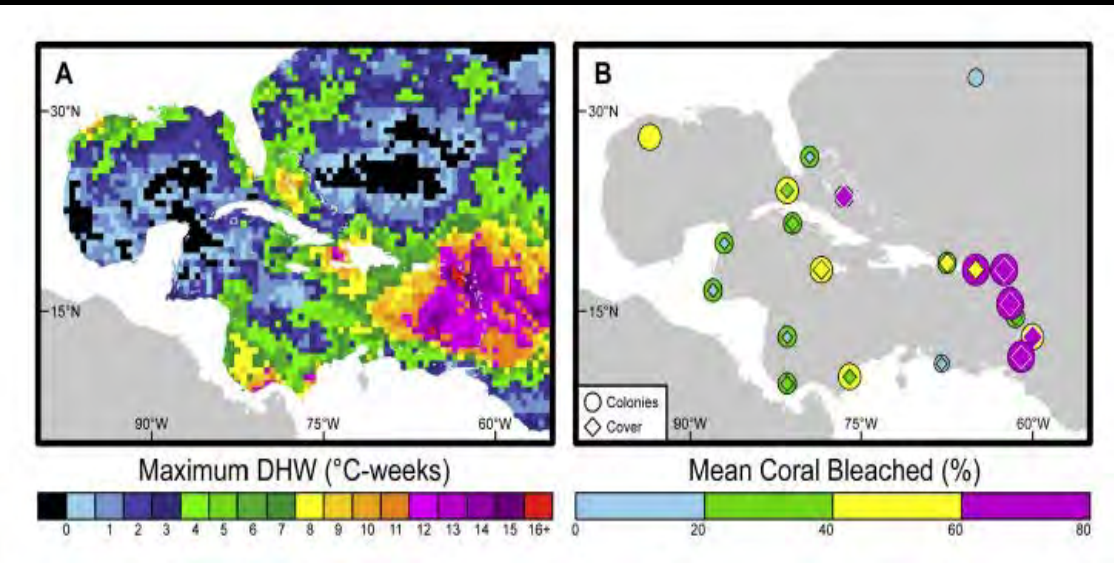 A
30°N
15°N
90°W 75°W 60°W
Maximum DHW (°C-weeks)
0 1 2 3 4 5 6 7 8 9 10 11 12 13 14 15 16+
B
30°N
15°N
Colonies
Cover
90°W 75°W 60°W
Mean Coral Bleached (%)
0 20 40 60 80